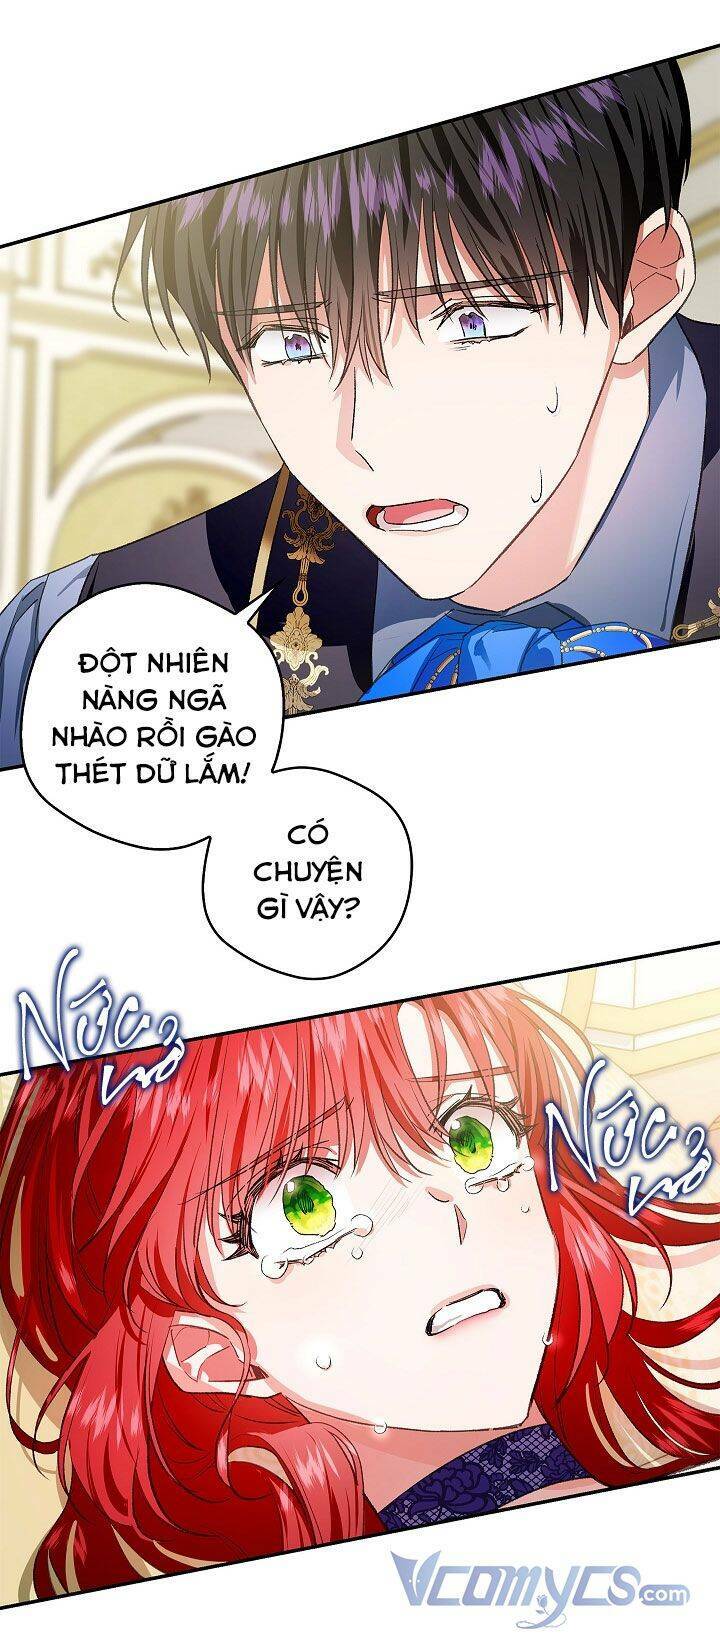 ĐỘT NHIÊN
NÀNG NGÃ
NHÀO RỒI GÀO
THÉT DỮ LẮM!
CÓ
CHUYỆN
GÌ VẬY?
NỨC
NỞ
NỨC
NỞ
VCOMYCS.com